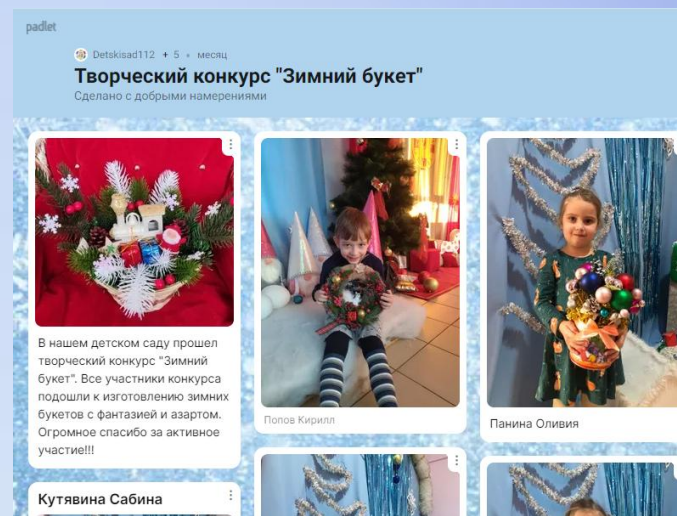 padlet
Detskisad112 + 5 • месяц
Творческий конкурс "Зимний букет"
Сделано с добрыми намерениями
В нашем детском саду прошел
творческий конкурс "Зимний
букет". Все участники конкурса
подошли к изготовлению зимних
букетов с фантазией и азартом.
Огромное спасибо за активное
участие!!!
Кутявина Сабина
Попов Кирилл
Панина Оливия